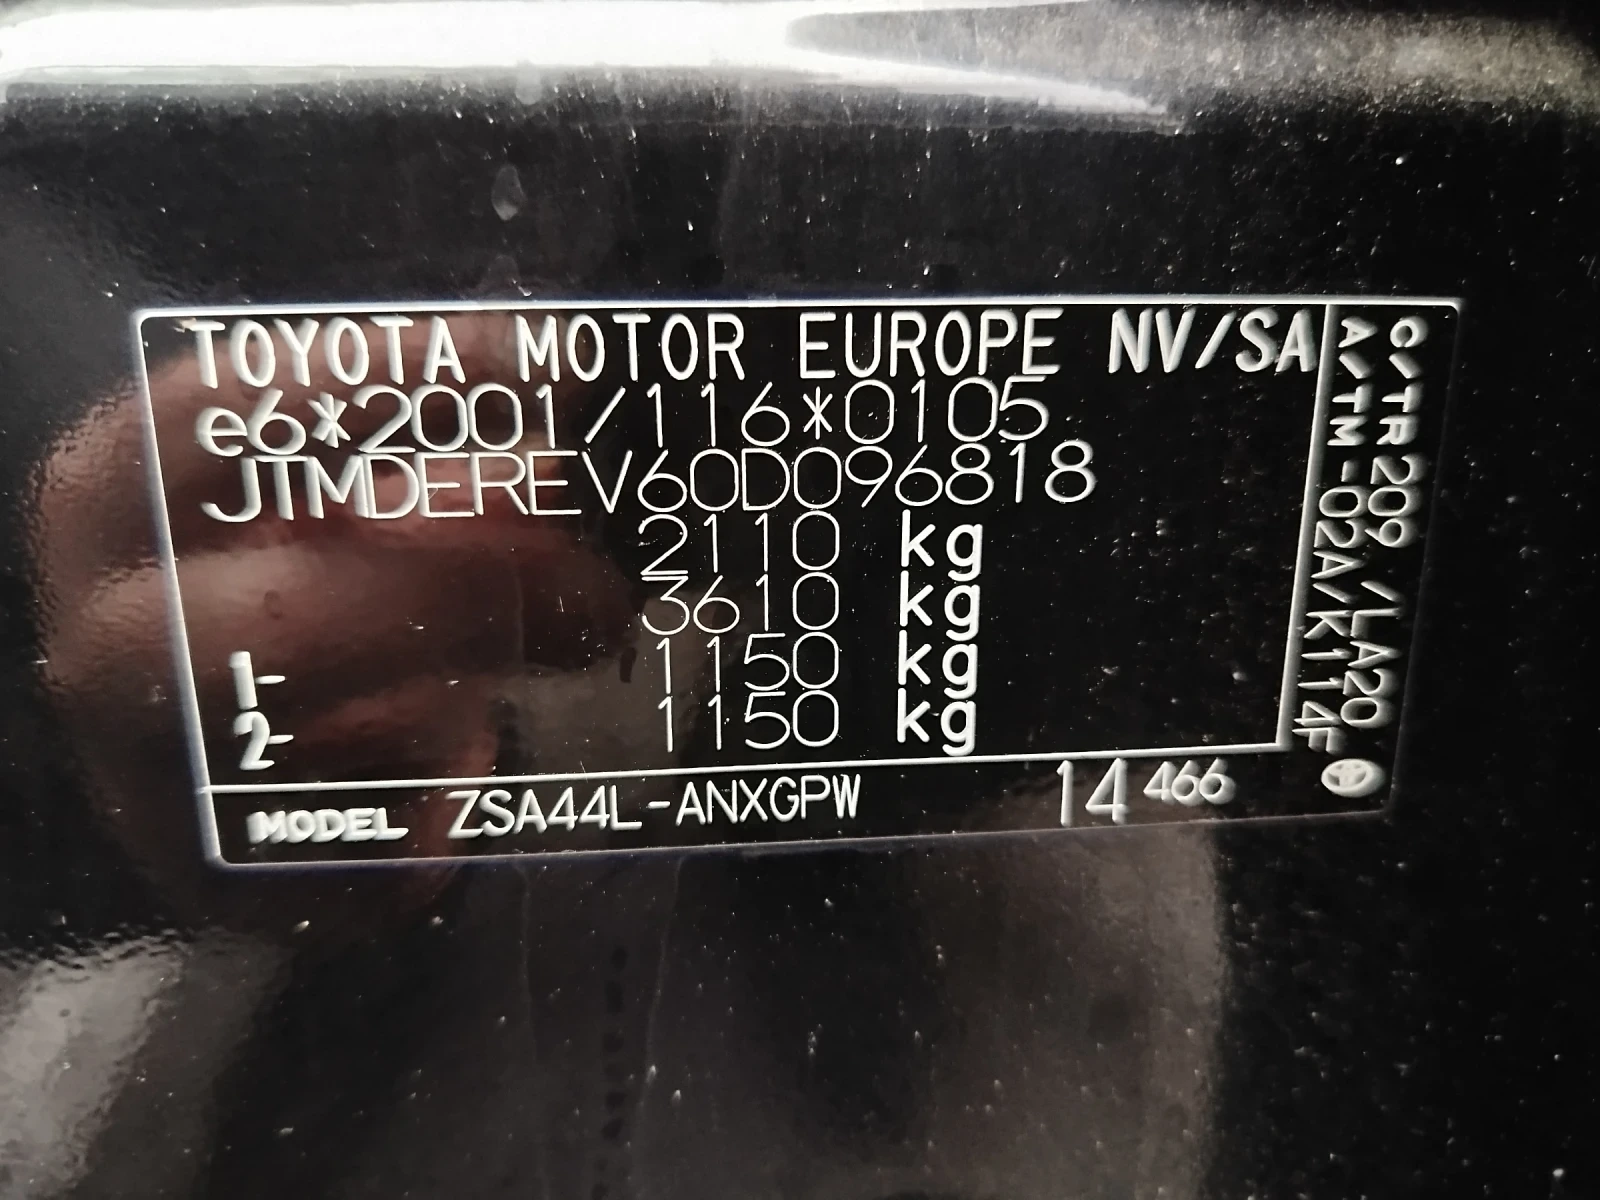 TOYOTA MOTOR EUROPE NV/SA
e6*2001/116*0105
JTMDEREV60D096818
2110 kg
3610 kg
1- 1150 kg
2- 1150 kg
MODEL ZSA44L-ANXGPW 14 466
C/TR 209 /LA20
A/TM -02A/K114F